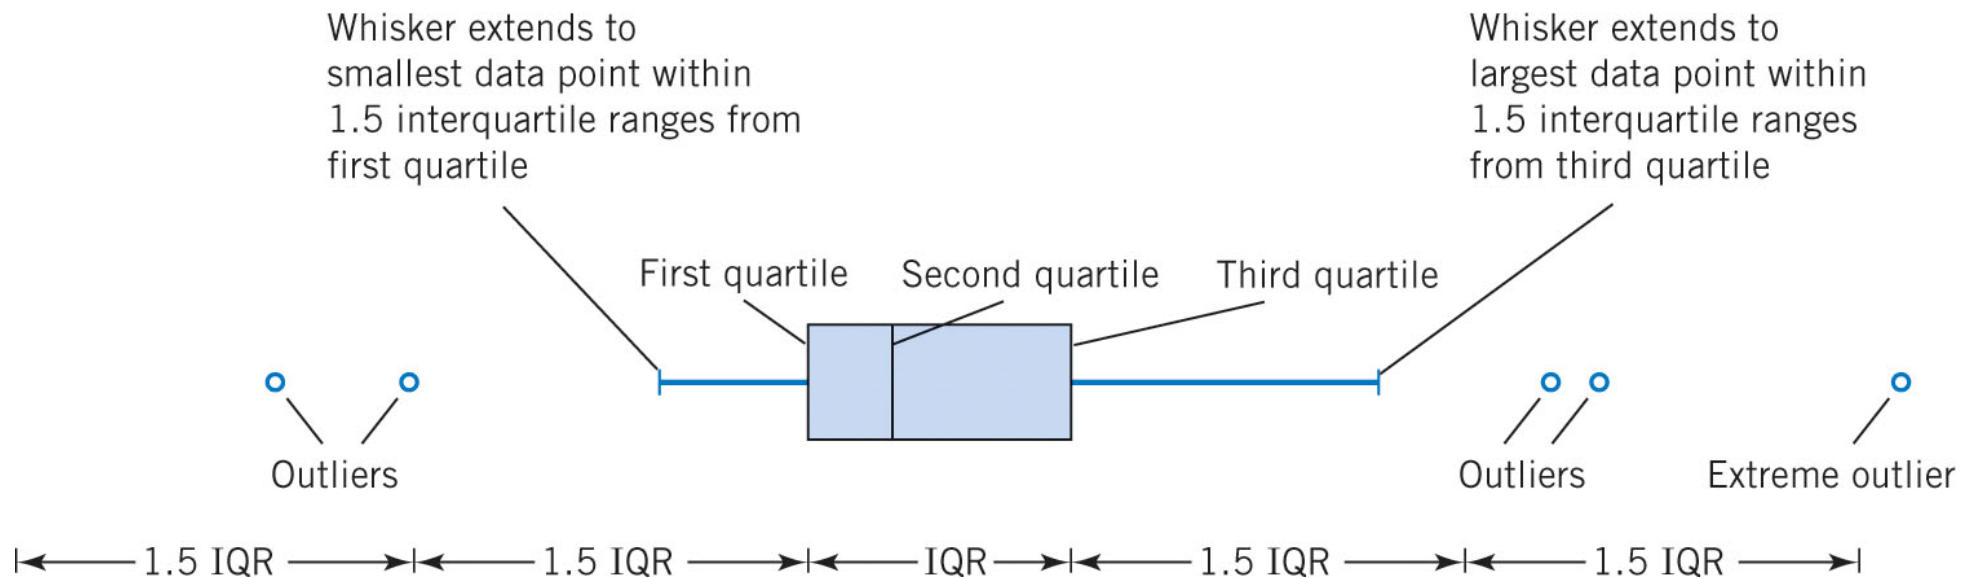 Whisker extends to
smallest data point within
1.5 interquartile ranges from
first quartile
Whisker extends to
largest data point within
1.5 interquartile ranges
from third quartile
First quartile
Second quartile
Third quartile
Outliers
Outliers
Extreme outlier
1.5 IQR
1.5 IQR
IQR
1.5 IQR
1.5 IQR